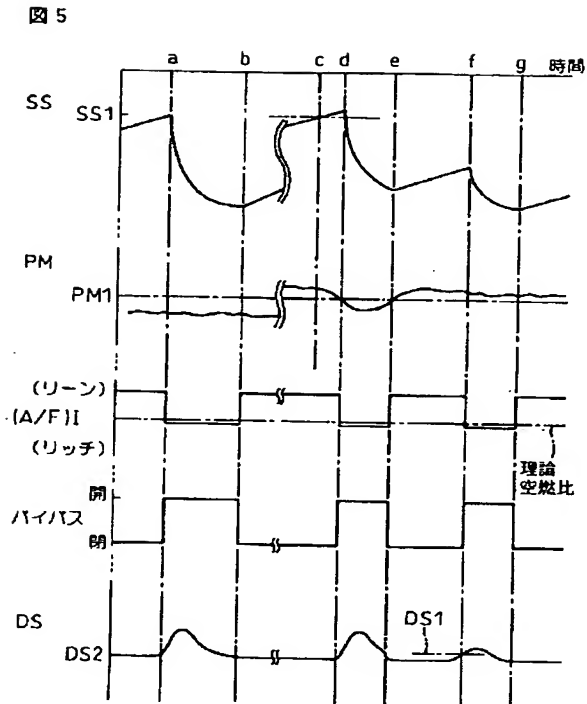 図 5
a b c d e f g 時間
SS SS1
PM
PM1
(リーン)
(A/F)I
(リッチ)
理論
空燃比
開
バイパス
閉
DS DS1
DS2